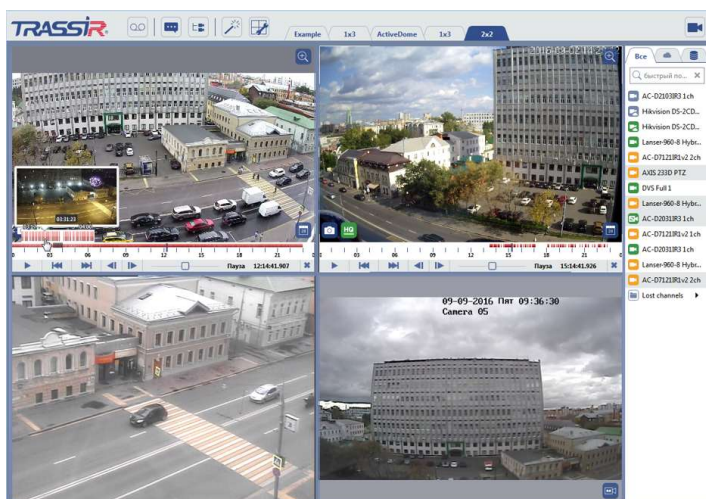 TRASSIR
Example
1x3
ActiveDome
1x3
2x2
Все
быстрый по...
AC-D2103IR3 1ch
Hikvision DS-2CD...
Hikvision DS-2CD...
Lanser-960-8 Hybr...
AC-D7121IR1v2 2ch
AXIS 233D PTZ
DVS Full 1
Lanser-960-8 Hybr...
AC-D2031IR3 1ch
AC-D7121IR1v2 1ch
AC-D2031IR3 1ch
Lanser-960-8 Hybr...
AC-D7121IR1v2 2ch
Lost channels
HQ
03:31:23
0 03 06 09 12 15 18 21
0 03 06 09 12 15 18 21
Пауза 12:14:41.907
Пауза 15:14:41.926
09-09-2016 Пят 09:36:30
Camera 05